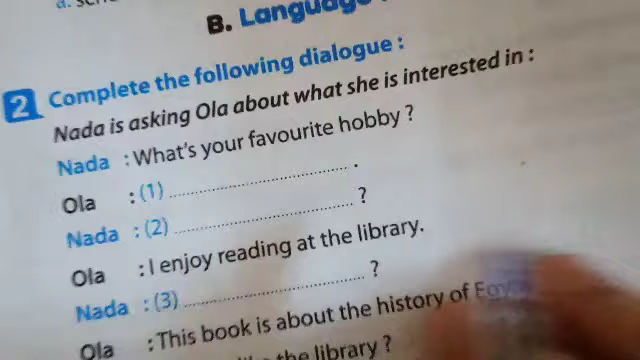 B. Language
2 Complete the following dialogue :
Nada is asking Ola about what she is interested in :
Nada : What's your favourite hobby ?
Ola : (1) .................................... .
Nada : (2) .................................... ?
Ola : I enjoy reading at the library.
Nada : (3) .................................... ?
Ola : This book is about the history of
the library ?